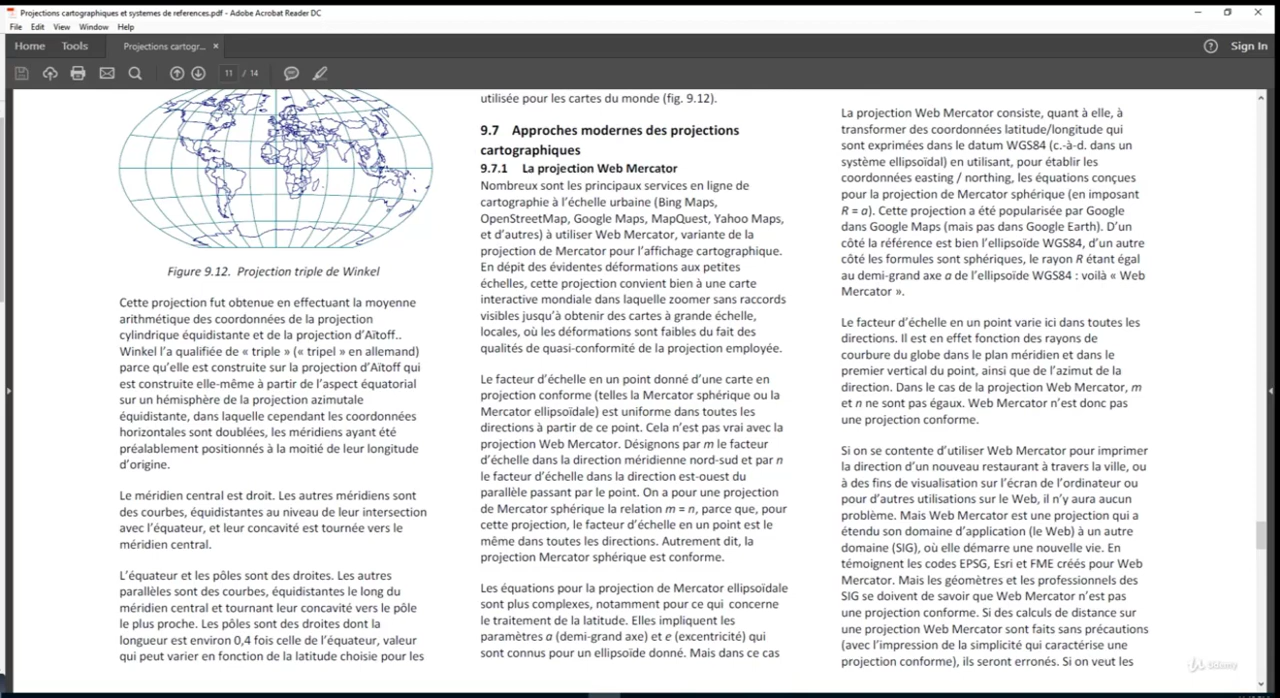 Projections cartographiques et systemes de references.pdf - Adobe Acrobat Reader DC
File Edit View Window Help
Home Tools Projections cartogr... × Sign In
11 / 14
Figure 9.12. Projection triple de Winkel
Cette projection fut obtenue en effectuant la moyenne
arithmétique des coordonnées de la projection
cylindrique équidistante et de la projection d’Aïtoff..
Winkel l’a qualifiée de « triple » (« tripel » en allemand)
parce qu’elle est construite sur la projection d’Aïtoff qui
est construite elle-même à partir de l’aspect équatorial
sur un hémisphère de la projection azimutale
équidistante, dans laquelle cependant les coordonnées
horizontales sont doublées, les méridiens ayant été
préalablement positionnés à la moitié de leur longitude
d’origine.
Le méridien central est droit. Les autres méridiens sont
des courbes, équidistantes au niveau de leur intersection
avec l’équateur, et leur concavité est tournée vers le
méridien central.
L’équateur et les pôles sont des droites. Les autres
parallèles sont des courbes, équidistantes le long du
méridien central et tournant leur concavité vers le pôle
le plus proche. Les pôles sont des droites dont la
longueur est environ 0,4 fois celle de l’équateur, valeur
qui peut varier en fonction de la latitude choisie pour les
utilisée pour les cartes du monde (fig. 9.12).
9.7 Approches modernes des projections
cartographiques
9.7.1 La projection Web Mercator
Nombreux sont les principaux services en ligne de
cartographie à l’échelle urbaine (Bing Maps,
OpenStreetMap, Google Maps, MapQuest, Yahoo Maps,
et d’autres) à utiliser Web Mercator, variante de la
projection de Mercator pour l’affichage cartographique.
En dépit des évidentes déformations aux petites
échelles, cette projection convient bien à une carte
interactive mondiale dans laquelle zoomer sans raccords
visibles jusqu’à obtenir des cartes à grande échelle,
locales, où les déformations sont faibles du fait des
qualités de quasi-conformité de la projection employée.
Le facteur d’échelle en un point donné d’une carte en
projection conforme (telles la Mercator sphérique ou la
Mercator ellipsoïdale) est uniforme dans toutes les
directions à partir de ce point. Cela n’est pas vrai avec la
projection Web Mercator. Désignons par m le facteur
d’échelle dans la direction méridienne nord-sud et par n
le facteur d’échelle dans la direction est-ouest du
parallèle passant par le point. On a pour une projection
de Mercator sphérique la relation m = n, parce que, pour
cette projection, le facteur d’échelle en un point est le
même dans toutes les directions. Autrement dit, la
projection Mercator sphérique est conforme.
Les équations pour la projection de Mercator ellipsoïdale
sont plus complexes, notamment pour ce qui concerne
le traitement de la latitude. Elles impliquent les
paramètres a (demi-grand axe) et e (excentricité) qui
sont connus pour un ellipsoïde donné. Mais dans ce cas
La projection Web Mercator consiste, quant à elle, à
transformer des coordonnées latitude/longitude qui
sont exprimées dans le datum WGS84 (c.-à-d. dans un
système ellipsoïdal) en utilisant, pour établir les
coordonnées easting / northing, les équations conçues
pour la projection de Mercator sphérique (en imposant
R = a). Cette projection a été popularisée par Google
dans Google Maps (mais pas dans Google Earth). D’un
côté la référence est bien l’ellipsoïde WGS84, d’un autre
côté les formules sont sphériques, le rayon R étant égal
au demi-grand axe a de l’ellipsoïde WGS84 : voilà « Web
Mercator ».
Le facteur d’échelle en un point varie ici dans toutes les
directions. Il est en effet fonction des rayons de
courbure du globe dans le plan méridien et dans le
premier vertical du point, ainsi que de l’azimut de la
direction. Dans le cas de la projection Web Mercator, m
et n ne sont pas égaux. Web Mercator n’est donc pas
une projection conforme.
Si on se contente d’utiliser Web Mercator pour imprimer
la direction d’un nouveau restaurant à travers la ville, ou
à des fins de visualisation sur l’écran de l’ordinateur ou
pour d’autres utilisations sur le Web, il n’y aura aucun
problème. Mais Web Mercator est une projection qui a
étendu son domaine d’application (le Web) à un autre
domaine (SIG), où elle démarre une nouvelle vie. En
témoignent les codes EPSG, Esri et FME créés pour Web
Mercator. Mais les géomètres et les professionnels des
SIG se doivent de savoir que Web Mercator n’est pas
une projection conforme. Si des calculs de distance sur
une projection Web Mercator sont faits sans précautions
(avec l’impression de la simplicité qui caractérise une
projection conforme), ils seront erronés. Si on veut les
Udemy